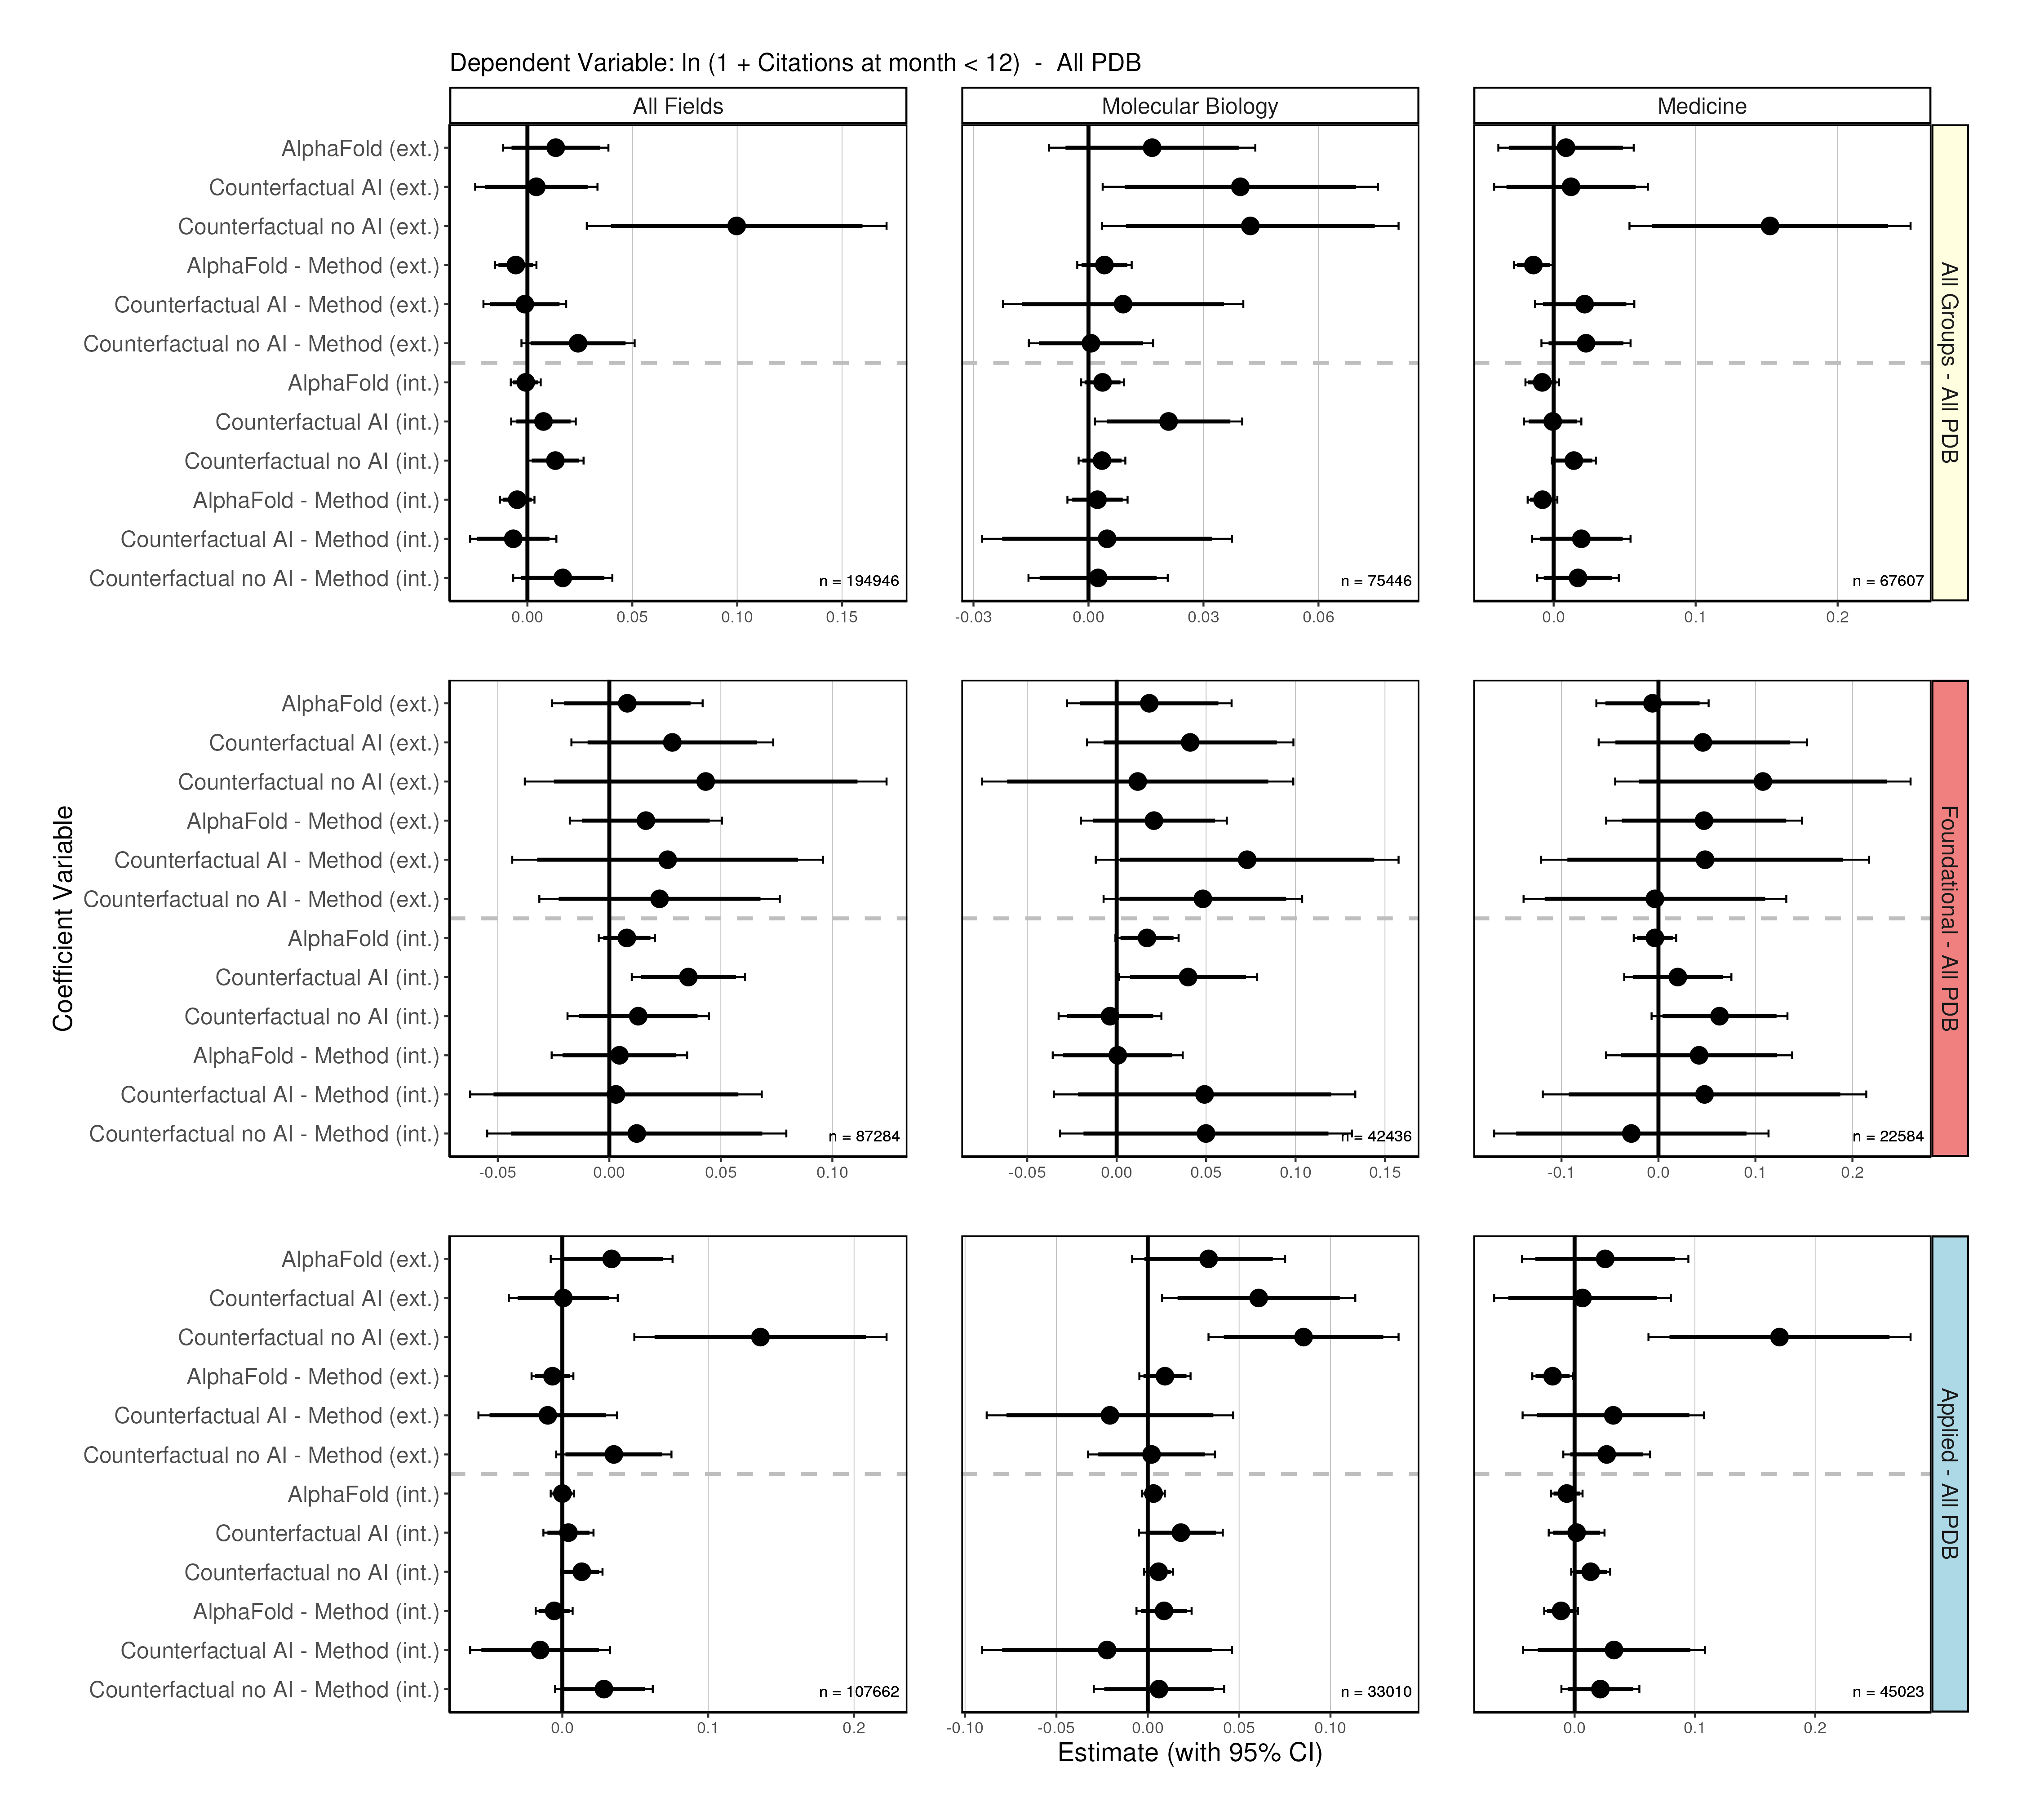 Dependent Variable: ln (1 + Citations at month < 12)  -  All PDB
All Fields
Molecular Biology
Medicine
AlphaFold (ext.)
Counterfactual AI (ext.)
Counterfactual no AI (ext.)
AlphaFold - Method (ext.)
Counterfactual AI - Method (ext.)
Counterfactual no AI - Method (ext.)
AlphaFold (int.)
Counterfactual AI (int.)
Counterfactual no AI (int.)
AlphaFold - Method (int.)
Counterfactual AI - Method (int.)
Counterfactual no AI - Method (int.)
n = 194946
n = 75446
n = 67607
All Groups - All PDB
0.00 0.05 0.10 0.15
-0.03 0.00 0.03 0.06
0.0 0.1 0.2
Coefficient Variable
AlphaFold (ext.)
Counterfactual AI (ext.)
Counterfactual no AI (ext.)
AlphaFold - Method (ext.)
Counterfactual AI - Method (ext.)
Counterfactual no AI - Method (ext.)
AlphaFold (int.)
Counterfactual AI (int.)
Counterfactual no AI (int.)
AlphaFold - Method (int.)
Counterfactual AI - Method (int.)
Counterfactual no AI - Method (int.)
n = 87284
n = 42436
n = 22584
Foundational - All PDB
-0.05 0.00 0.05 0.10
-0.05 0.00 0.05 0.10 0.15
-0.1 0.0 0.1 0.2
AlphaFold (ext.)
Counterfactual AI (ext.)
Counterfactual no AI (ext.)
AlphaFold - Method (ext.)
Counterfactual AI - Method (ext.)
Counterfactual no AI - Method (ext.)
AlphaFold (int.)
Counterfactual AI (int.)
Counterfactual no AI (int.)
AlphaFold - Method (int.)
Counterfactual AI - Method (int.)
Counterfactual no AI - Method (int.)
n = 107662
n = 33010
n = 45023
Applied - All PDB
0.0 0.1 0.2
-0.10 -0.05 0.00 0.05 0.10
0.0 0.1 0.2
Estimate (with 95% CI)